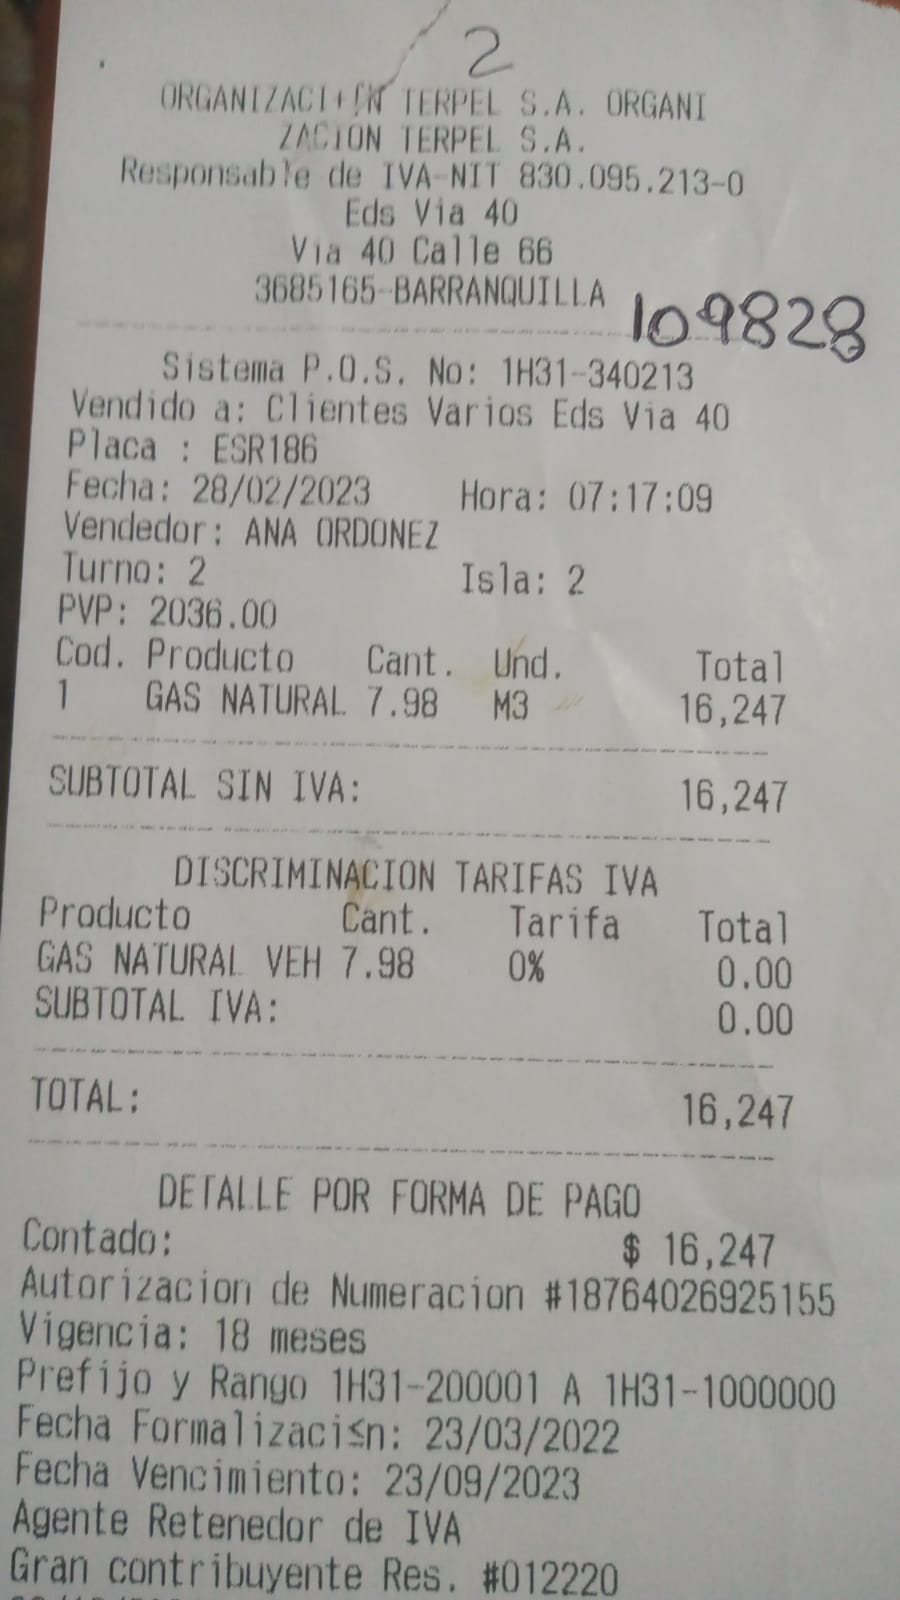 2
ORGANIZACI+IN TERPEL S.A. ORGANI
ZACION TERPEL S.A.
Responsable de IVA-NIT 830.095.213-0
Eds Via 40
Via 40 Calle 66
3685165-BARRANQUILLA
109828
Sistema P.O.S. No: 1H31-340213
Vendido a: Clientes Varios Eds Via 40
Placa : ESR186
Fecha: 28/02/2023 Hora: 07:17:09
Vendedor: ANA ORDONEZ
Turno: 2 Isla: 2
PVP: 2036.00
Cod. Producto Cant. Und. Total
1 GAS NATURAL 7.98 M3 16,247
SUBTOTAL SIN IVA: 16,247
DISCRIMINACION TARIFAS IVA
Producto Cant. Tarifa Total
GAS NATURAL VEH 7.98 0% 0.00
SUBTOTAL IVA: 0.00
TOTAL: 16,247
DETALLE POR FORMA DE PAGO
Contado: $ 16,247
Autorizacion de Numeracion #18764026925155
Vigencia: 18 meses
Prefijo y Rango 1H31-200001 A 1H31-1000000
Fecha Formalizaci≤n: 23/03/2022
Fecha Vencimiento: 23/09/2023
Agente Retenedor de IVA
Gran contribuyente Res. #012220